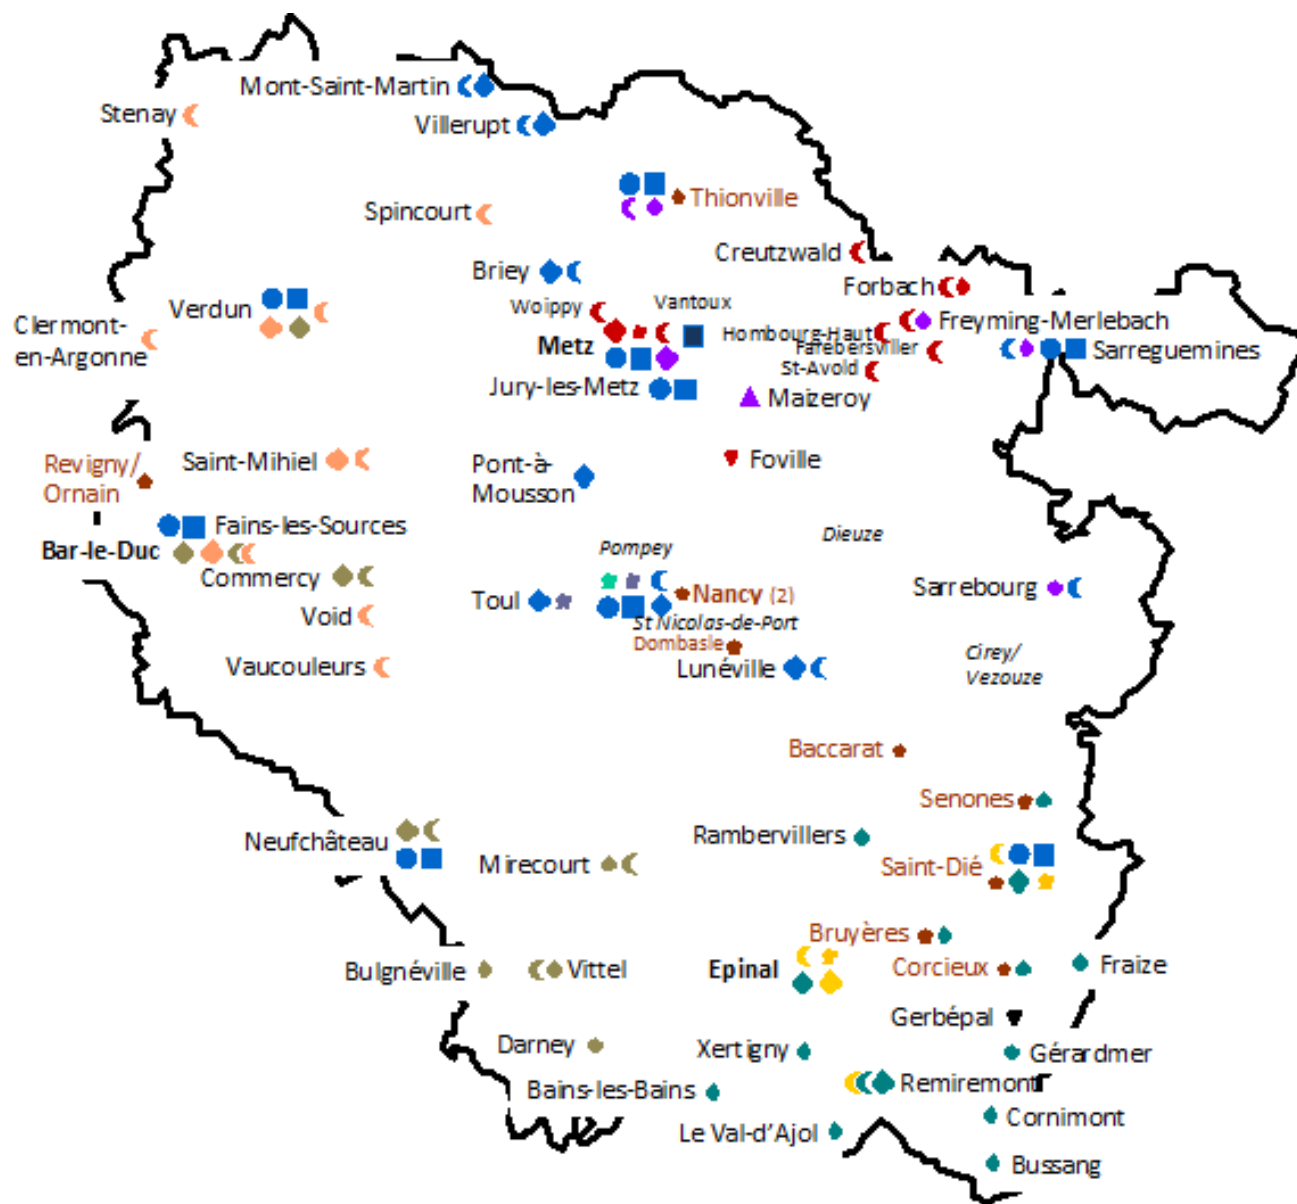 Mont-Saint-Martin
Stenay
Villerupt
Thionville
Spincourt
Creutzwald
Briey
Forbach
Verdun
Woippy
Vantoux
Freyming-Merlebach
Clermont-
en-Argonne
Metz
Hombourg-Haut
Farebersviller
Sarreguemines
St-Avold
Jury-les-Metz
Maizeroy
Revigny/
Ornain
Saint-Mihiel
Pont-à-
Mousson
Foville
Fains-les-Sources
Dieuze
Bar-le-Duc
Pompey
Commercy
Sarrebourg
Toul
Nancy (2)
Void
St Nicolas-de-Port
Dombasle
Vaucouleurs
Lunéville
Cirey/
Vezouze
Baccarat
Senones
Neufchâteau
Rambervillers
Mirecourt
Saint-Dié
Bruyères
Bulgnéville
Vittel
Epinal
Corcieux
Fraize
Gerbépal
Darney
Xertigny
Gérardmer
Bains-les-Bains
Remiremont
Cornimont
Le Val-d'Ajol
Bussang